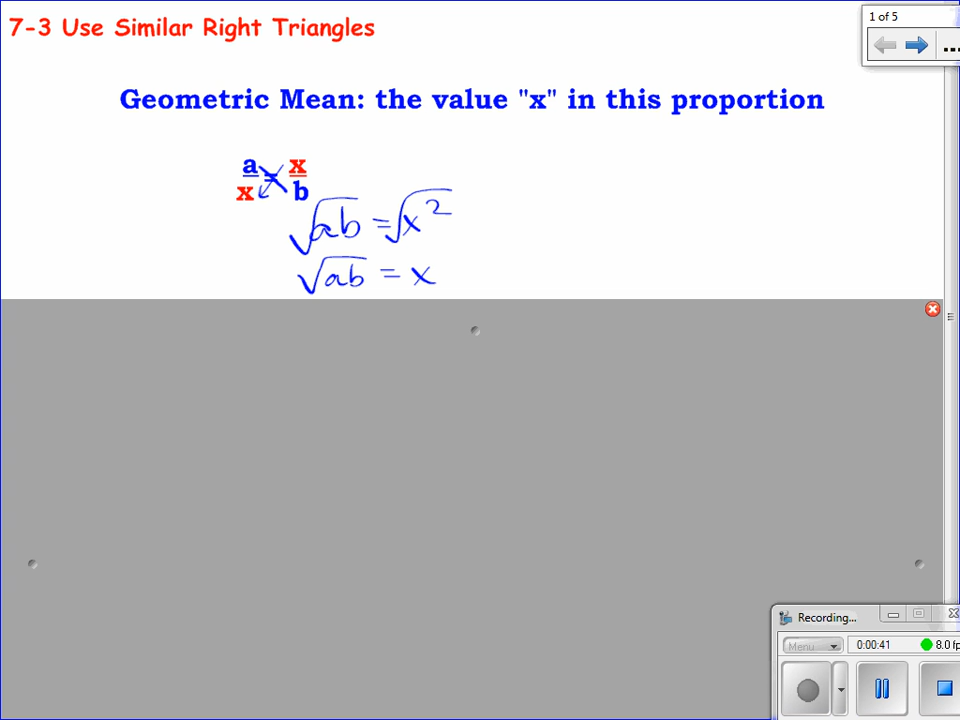 7-3 Use Similar Right Triangles
1 of 5
...
Geometric Mean: the value "x" in this proportion
a/x = x/b
√ab = √x²
√ab = x
Recording...
Menu
0:00:41
8.0 fp